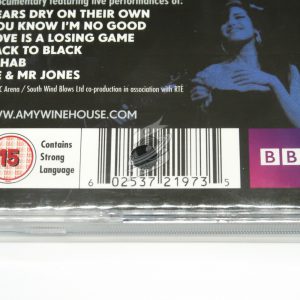 documentary featuring live performances of:
EARS DRY ON THEIR OWN
OU KNOW I'M NO GOOD
OVE IS A LOSING GAME
ACK TO BLACK
HAB
E & MR JONES
C Arena / South Wind Blows Ltd co-production in association with RTÉ
WWW.AMYWINEHOUSE.COM
15
Contains
Strong
Language
6 02537 21973 5
BB